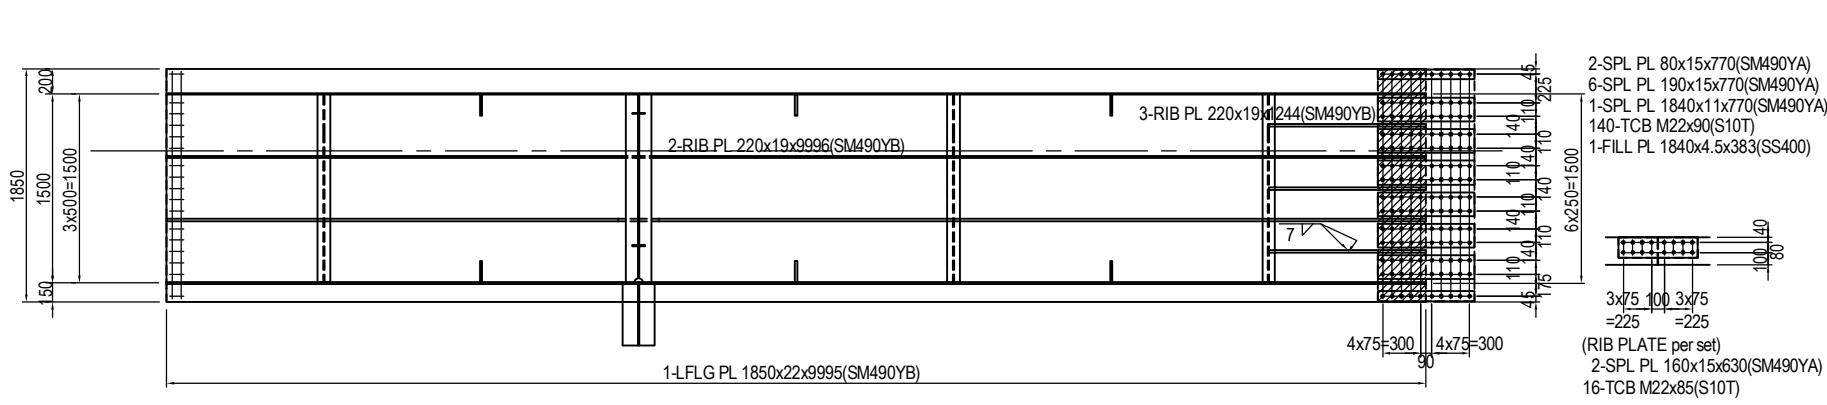 1850
200
1500
3x500=1500
150
2-RIB PL 220x19x9996(SM490YB)
3-RIB PL 220x19x1244(SM490YB)
7
1-LFLG PL 1850x22x9995(SM490YB)
4x75=300
90
4x75=300
45
225
110
140
110
140
110
140
110
140
110
140
110
175
45
6x250=1500
2-SPL PL 80x15x770(SM490YA)
6-SPL PL 190x15x770(SM490YA)
1-SPL PL 1840x11x770(SM490YA)
140-TCB M22x90(S10T)
1-FILL PL 1840x4.5x383(SS400)
40
100
80
3x75 100 3x75
=225 =225
(RIB PLATE per set)
2-SPL PL 160x15x630(SM490YA)
16-TCB M22x85(S10T)